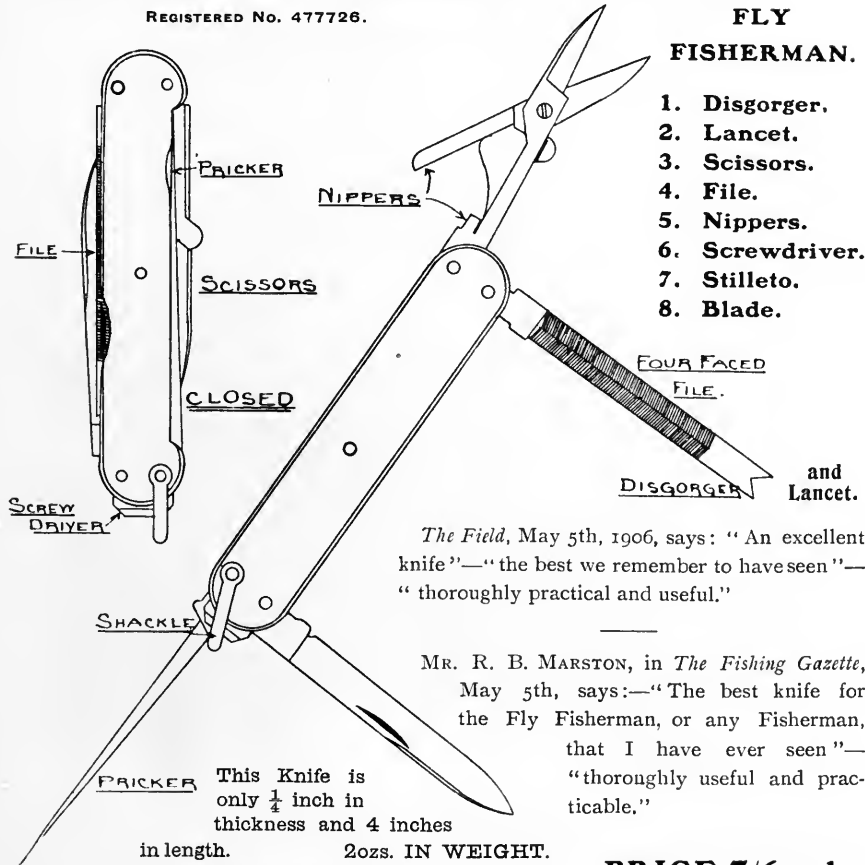 REGISTERED No. 477726.
FLY
FISHERMAN.
1. Disgorger.
2. Lancet.
3. Scissors.
4. File.
5. Nippers.
6. Screwdriver.
7. Stilleto.
8. Blade.
PRICKER
FILE
SCISSORS
CLOSED
SCREW
DRIVER
NIPPERS
FOUR FACED
FILE.
DISGORGER
and
Lancet.
SHACKLE
PRICKER
The Field, May 5th, 1906, says: "An excellent
knife"—"the best we remember to have seen"—
"thoroughly practical and useful."
MR. R. B. MARSTON, in The Fishing Gazette,
May 5th, says:—"The best knife for
the Fly Fisherman, or any Fisherman,
that I have ever seen"—
"thoroughly useful and prac-
ticable."
This Knife is
only 1/4 inch in
thickness and 4 inches
in length. 2ozs. IN WEIGHT.